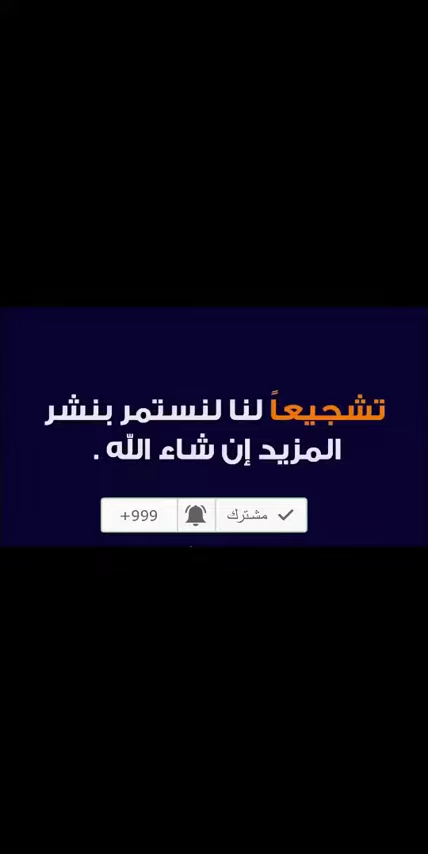 تشجيعاً لنا لنستمر بنشر
المزيد إن شاء الله .
مشترك
+999